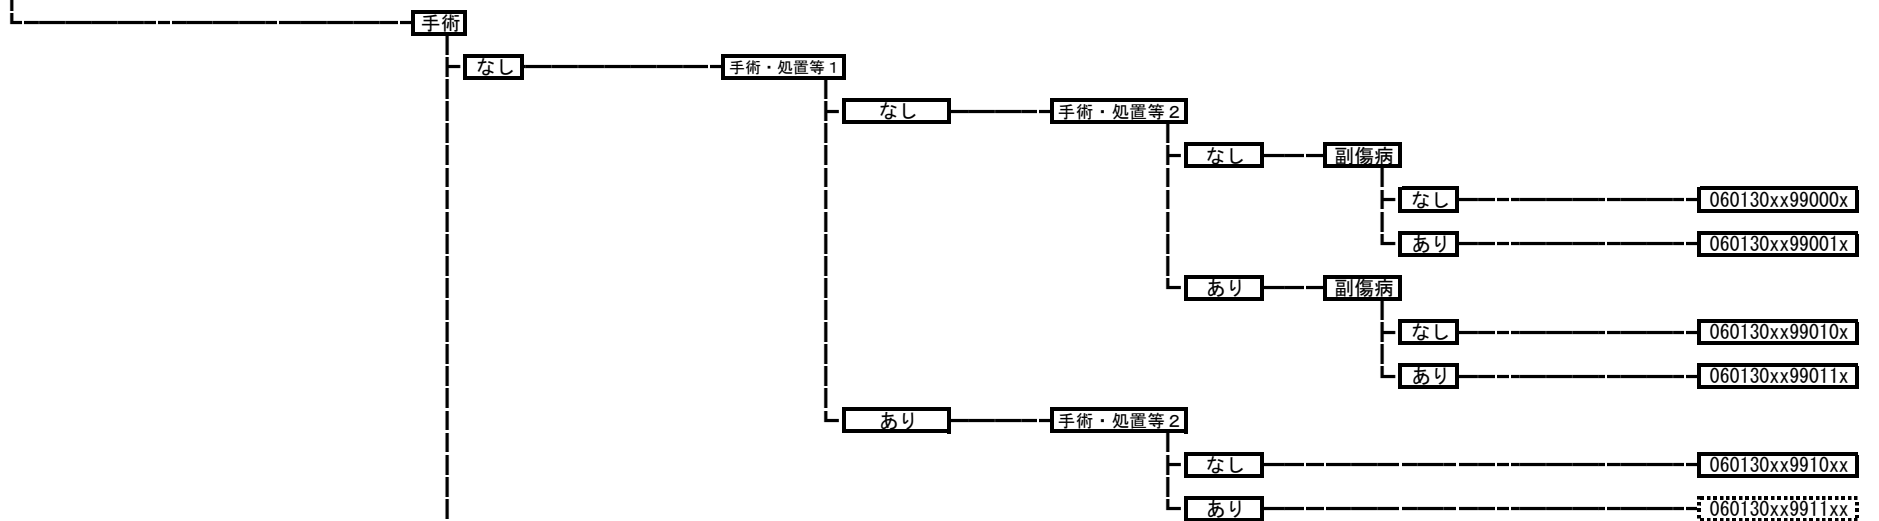 手術
なし 手術・処置等１
なし 手術・処置等２
なし 副傷病
なし 060130xx99000x
あり 060130xx99001x
あり 副傷病
なし 060130xx99010x
あり 060130xx99011x
あり 手術・処置等２
なし 060130xx9910xx
あり 060130xx9911xx